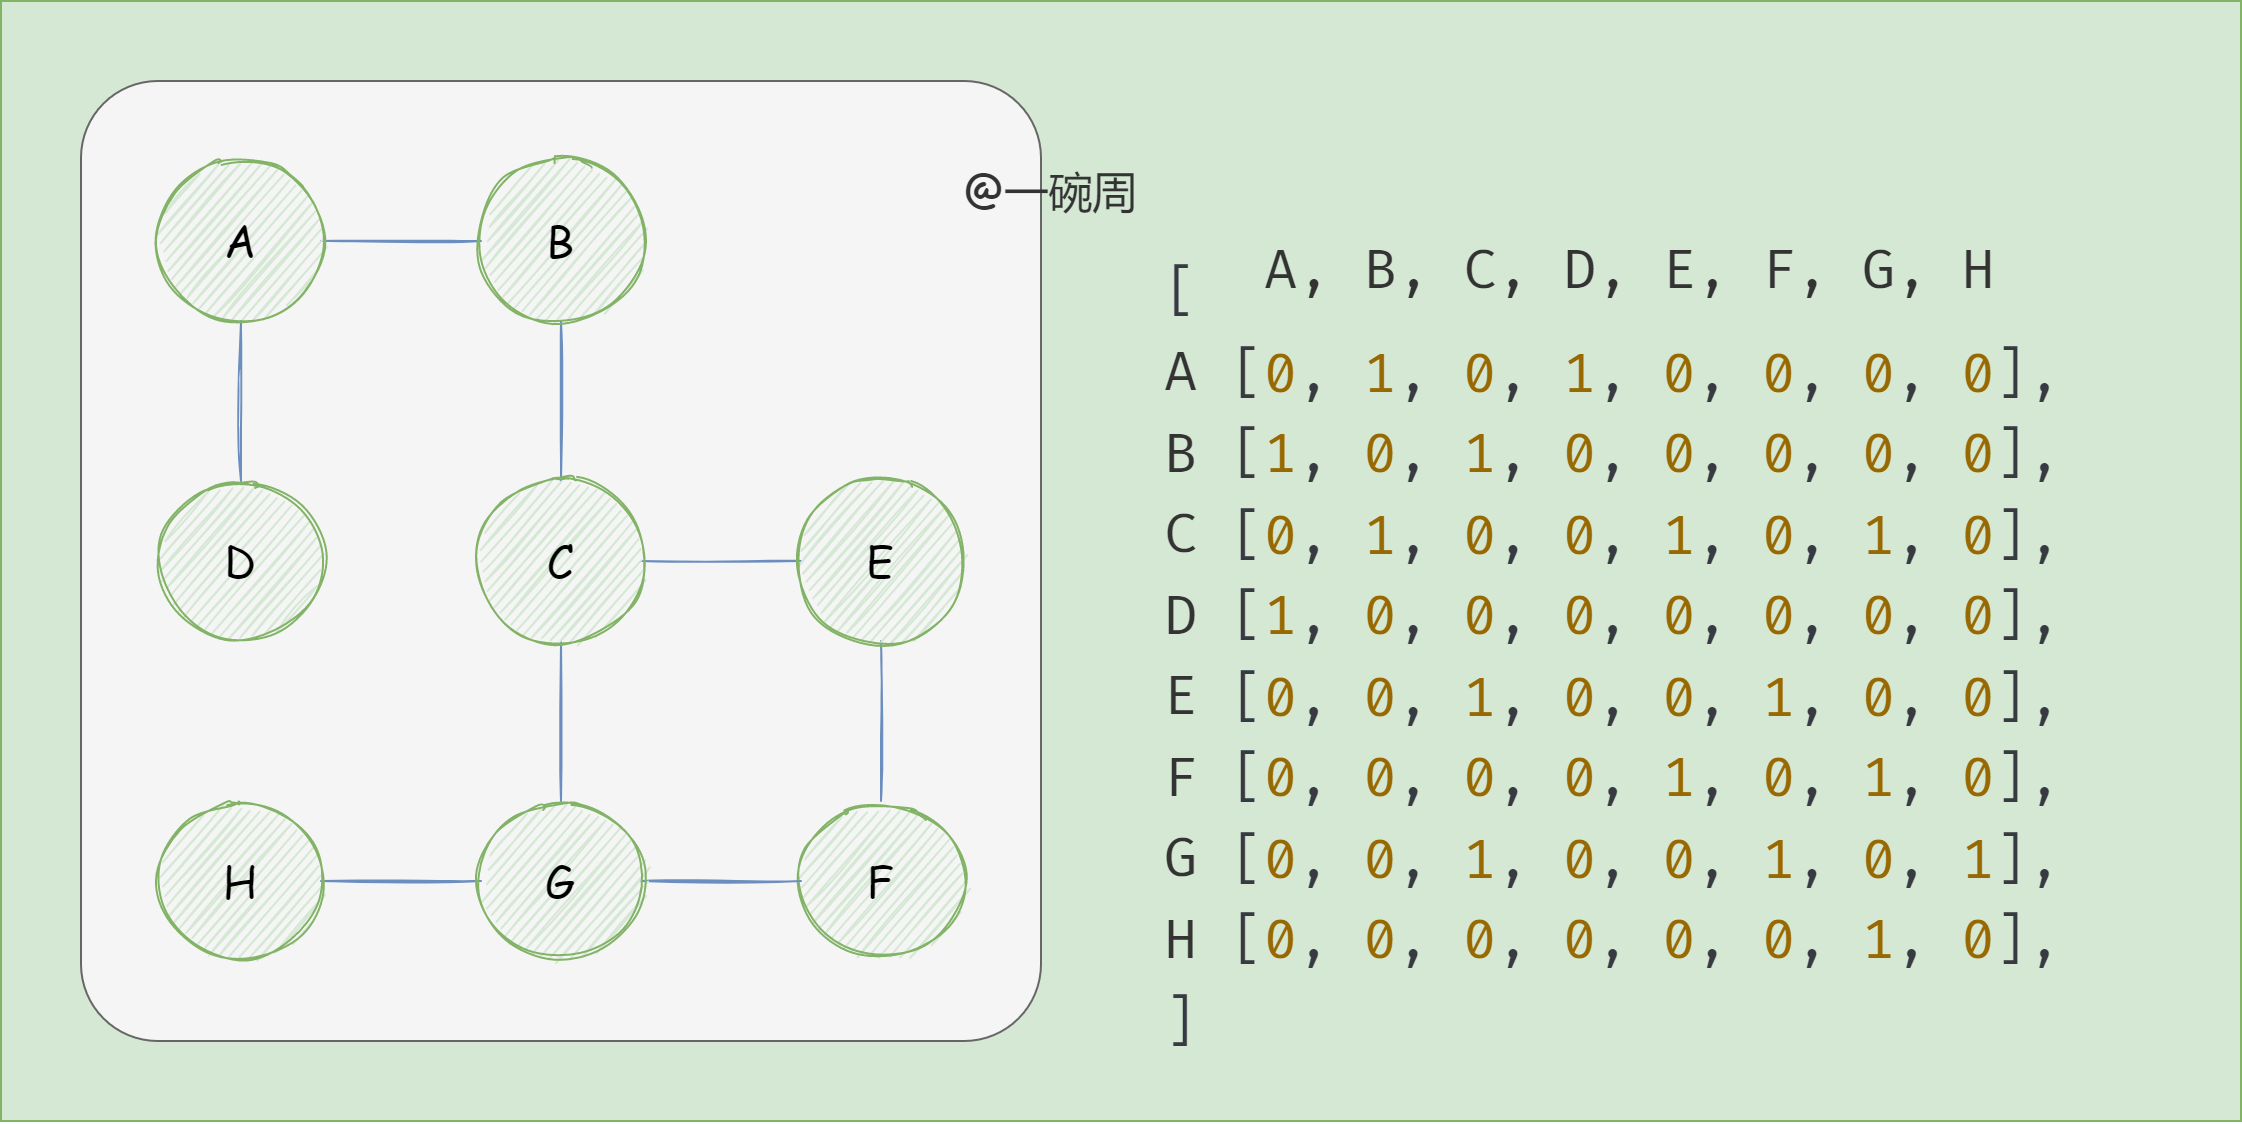 A B
D C E
H G F
@一碗周
[ A, B, C, D, E, F, G, H
A [0, 1, 0, 1, 0, 0, 0, 0],
B [1, 0, 1, 0, 0, 0, 0, 0],
C [0, 1, 0, 0, 1, 0, 1, 0],
D [1, 0, 0, 0, 0, 0, 0, 0],
E [0, 0, 1, 0, 0, 1, 0, 0],
F [0, 0, 0, 0, 1, 0, 1, 0],
G [0, 0, 1, 0, 0, 1, 0, 1],
H [0, 0, 0, 0, 0, 0, 1, 0],
]